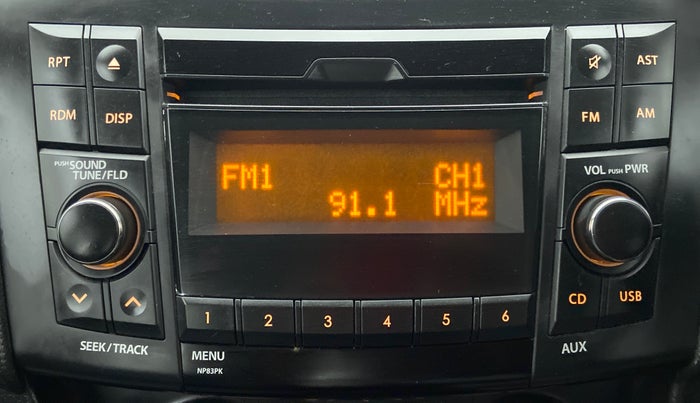 RPT
AST
RDM
DISP
FM
AM
PUSH SOUND
TUNE/FLD
VOL PUSH PWR
FM1 CH1
91.1 MHz
CD
USB
1 2 3 4 5 6
SEEK/TRACK
MENU
NP83PK
AUX